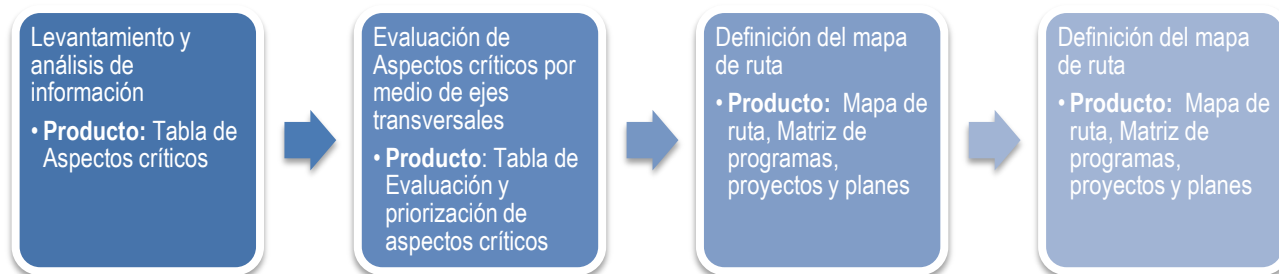 Levantamiento y
análisis de
información
• Producto: Tabla de
Aspectos críticos
Evaluación de
Aspectos críticos por
medio de ejes
transversales
• Producto: Tabla de
Evaluación y
priorización de
aspectos críticos
Definición del mapa
de ruta
• Producto: Mapa de
ruta, Matriz de
programas,
proyectos y planes
Definición del mapa
de ruta
• Producto: Mapa de
ruta, Matriz de
programas,
proyectos y planes